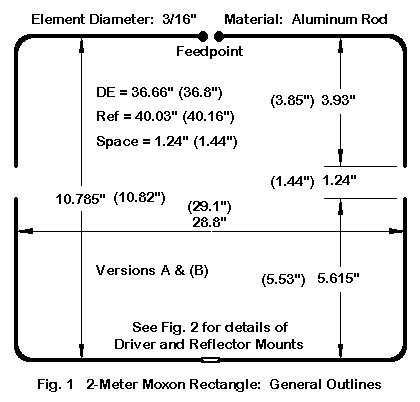 Element Diameter: 3/16" Material: Aluminum Rod
Feedpoint
DE = 36.66" (36.8")
(3.85") 3.93"
Ref = 40.03" (40.16")
Space = 1.24" (1.44")
(1.44") 1.24"
10.785" (10.82")
(29.1")
28.8"
Versions A & (B)
(5.53") 5.615"
See Fig. 2 for details of
Driver and Reflector Mounts
Fig. 1 2-Meter Moxon Rectangle: General Outlines